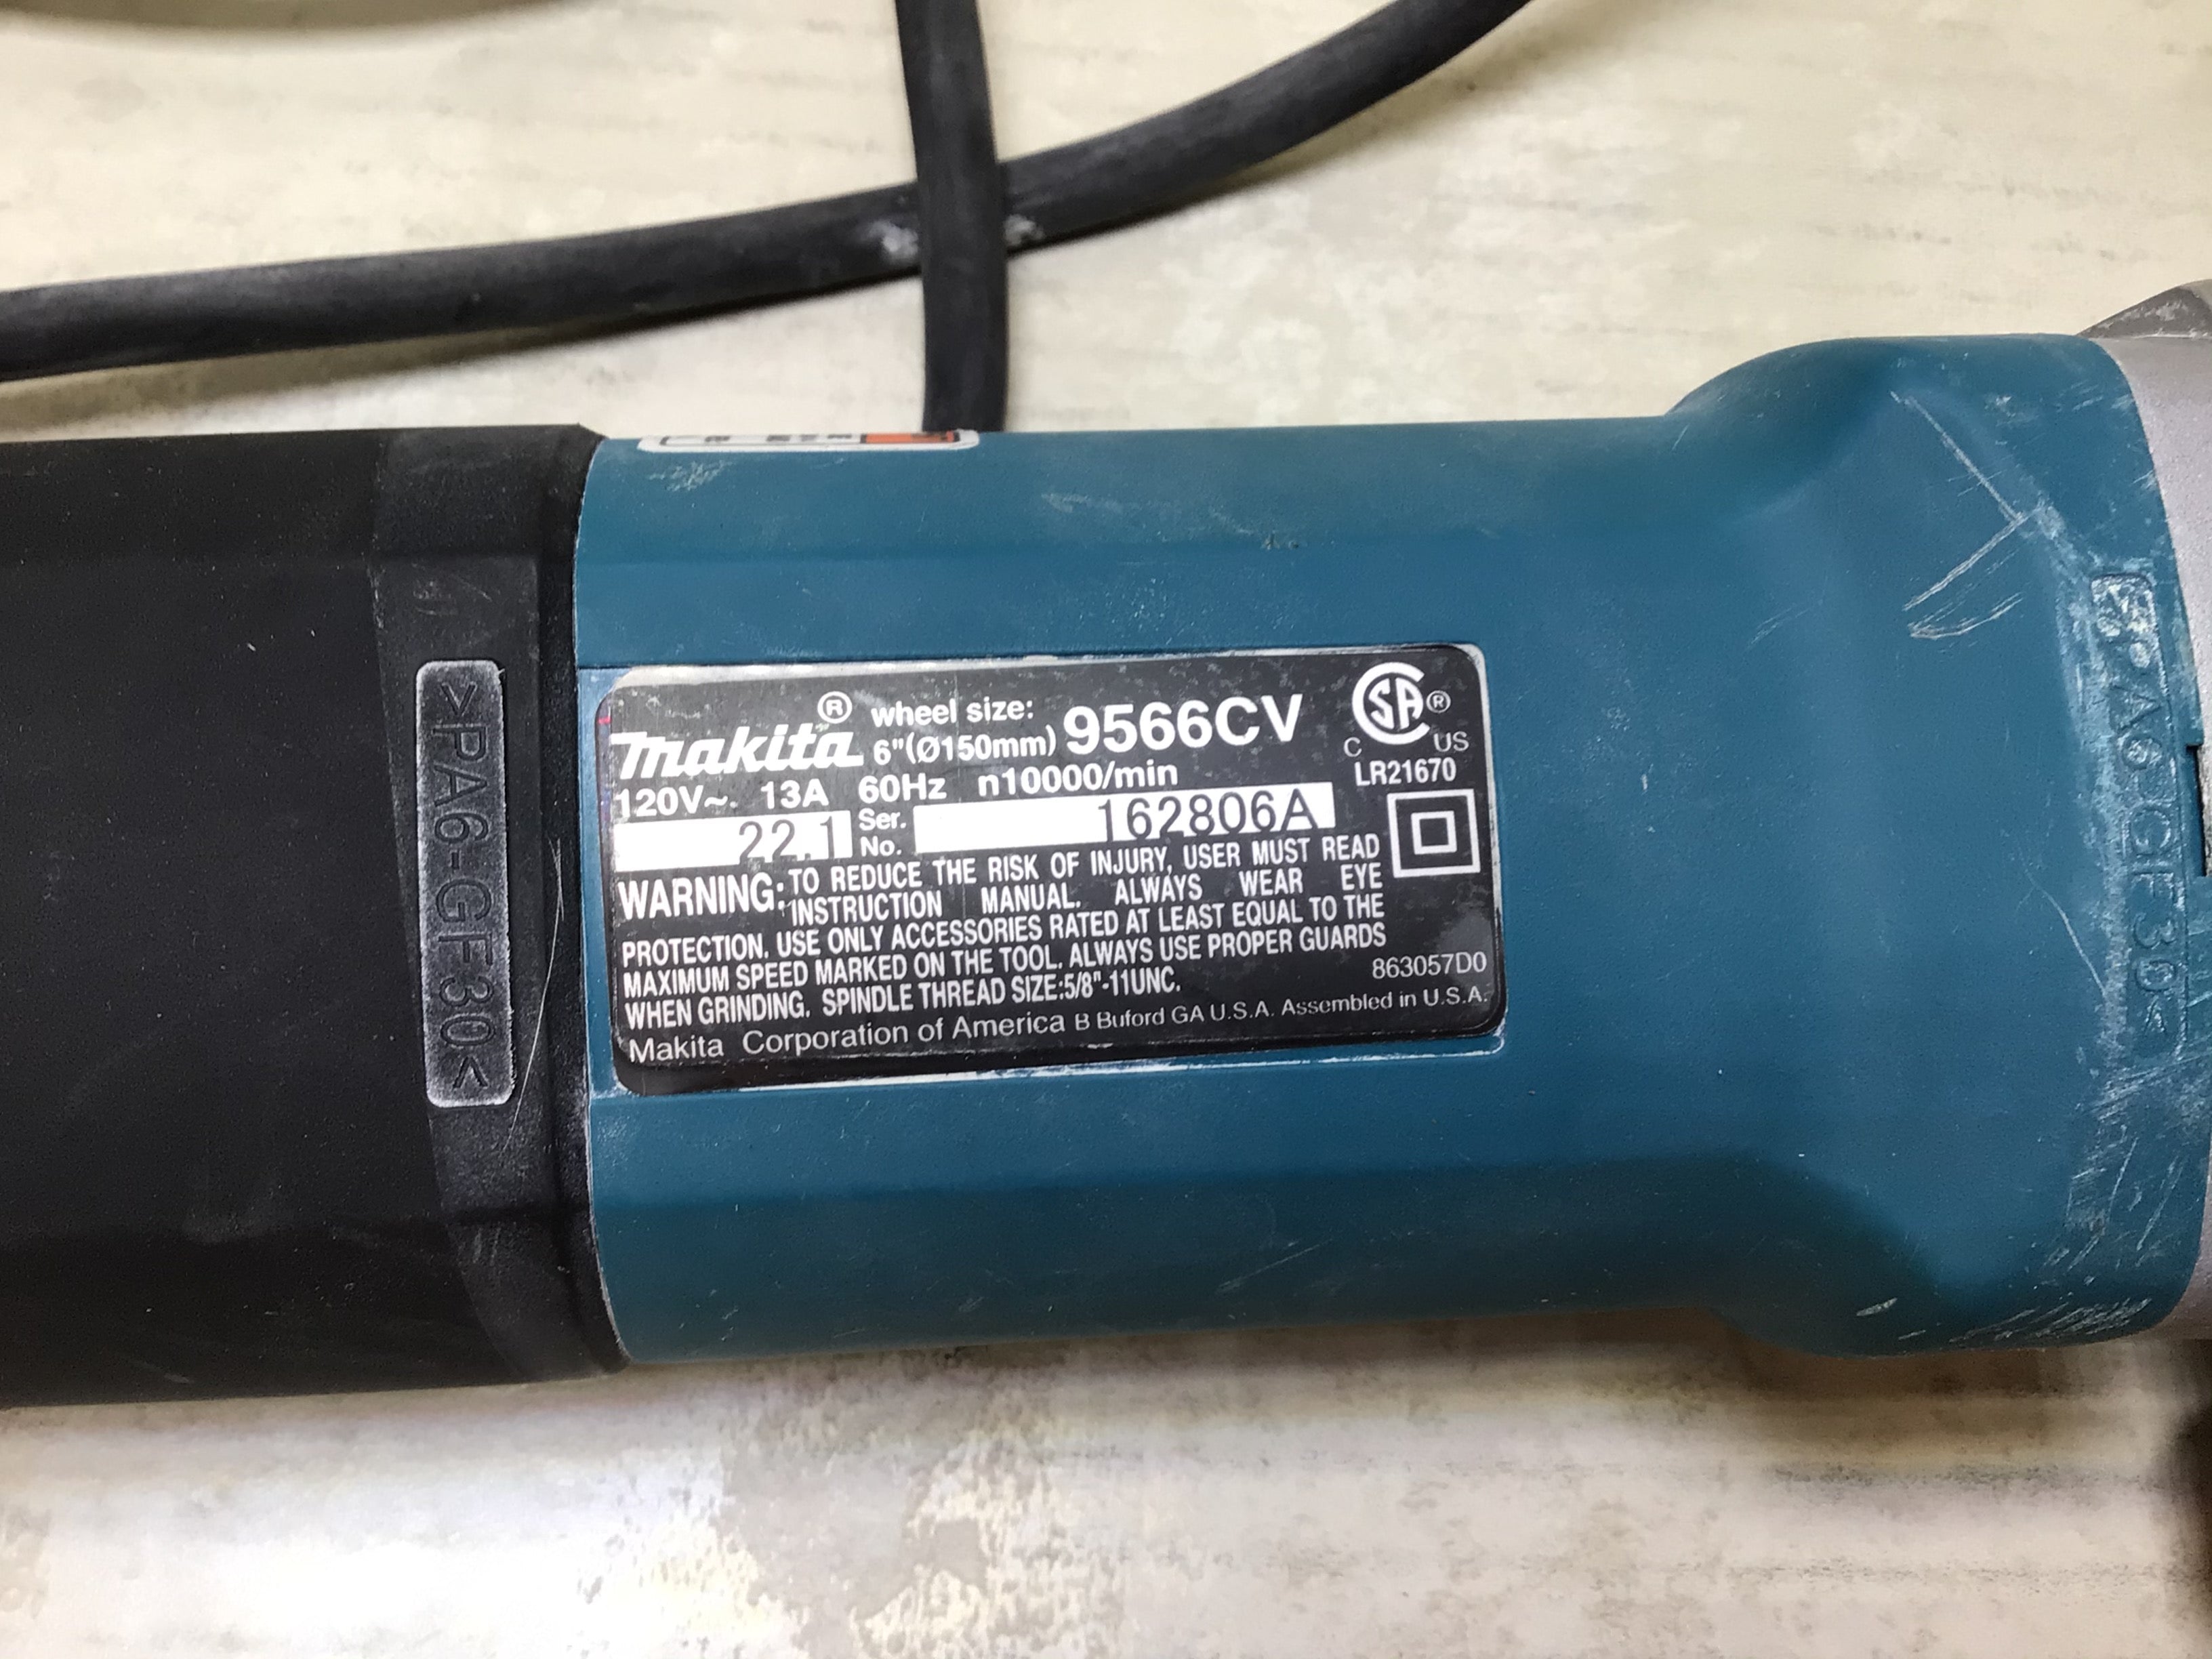 makita® wheel size: 6"(Ø150mm) 9566CV
120V~. 13A 60Hz n10000/min
22.1 Ser. No. 162806A
CSA®
C US
LR21670
WARNING: TO REDUCE THE RISK OF INJURY, USER MUST READ
INSTRUCTION MANUAL. ALWAYS WEAR EYE
PROTECTION. USE ONLY ACCESSORIES RATED AT LEAST EQUAL TO THE
MAXIMUM SPEED MARKED ON THE TOOL. ALWAYS USE PROPER GUARDS
WHEN GRINDING. SPINDLE THREAD SIZE:5/8"-11UNC.
863057D0
Makita Corporation of America B Buford GA U.S.A. Assembled in U.S.A.
>PA6-GF30<
>PA6-GF30<